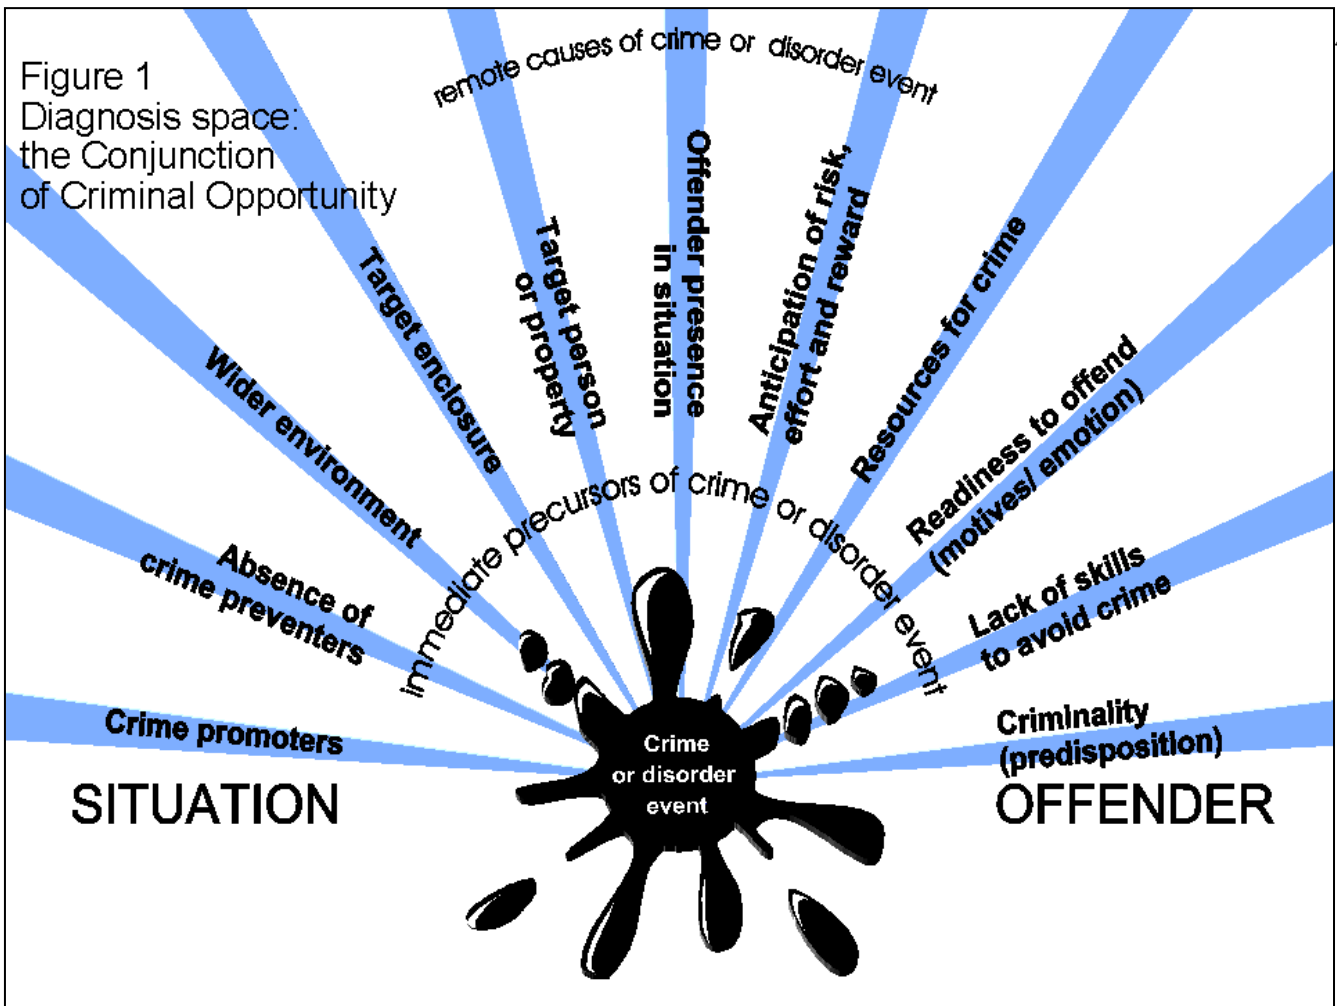 Figure 1
Diagnosis space:
the Conjunction
of Criminal Opportunity
remote causes of crime or disorder event
Crime promoters
Absence of
crime preventers
Wider environment
Target enclosure
Target person
or property
Offender presence
in situation
Anticipation of risk,
effort and reward
Resources for crime
Readiness to offend
(motives/ emotion)
Lack of skills
to avoid crime
Criminality
(predisposition)
immediate precursors of crime or disorder event
Crime
or disorder
event
SITUATION
OFFENDER